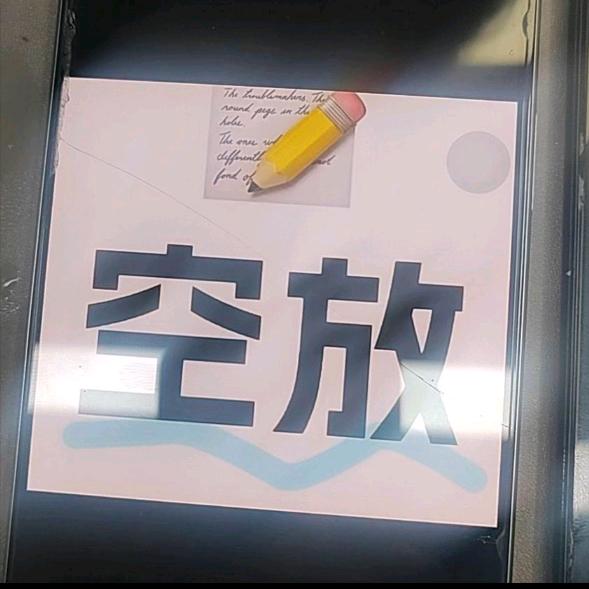 The troublemakers. The
round pegs in the
holes.
The ones
different
fond of
空放